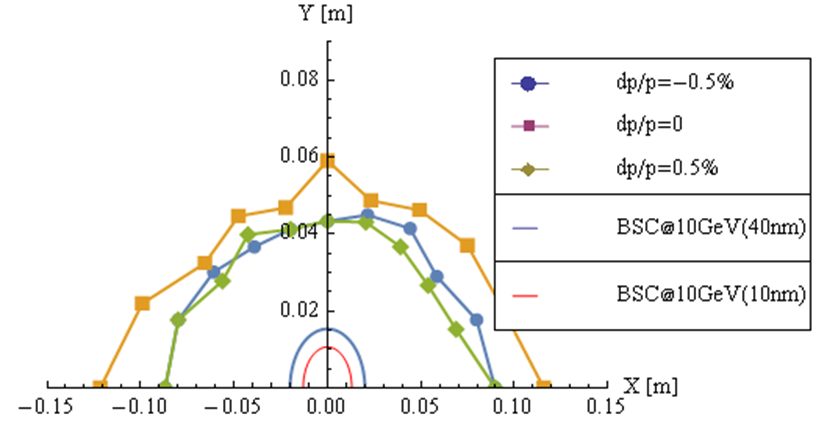 Y [m]
0.08
0.06
0.04
0.02
−0.15 −0.10 −0.05 0.00 0.05 0.10 0.15 X [m]
dp/p=−0.5%
dp/p=0
dp/p=0.5%
BSC@10GeV(40nm)
BSC@10GeV(10nm)